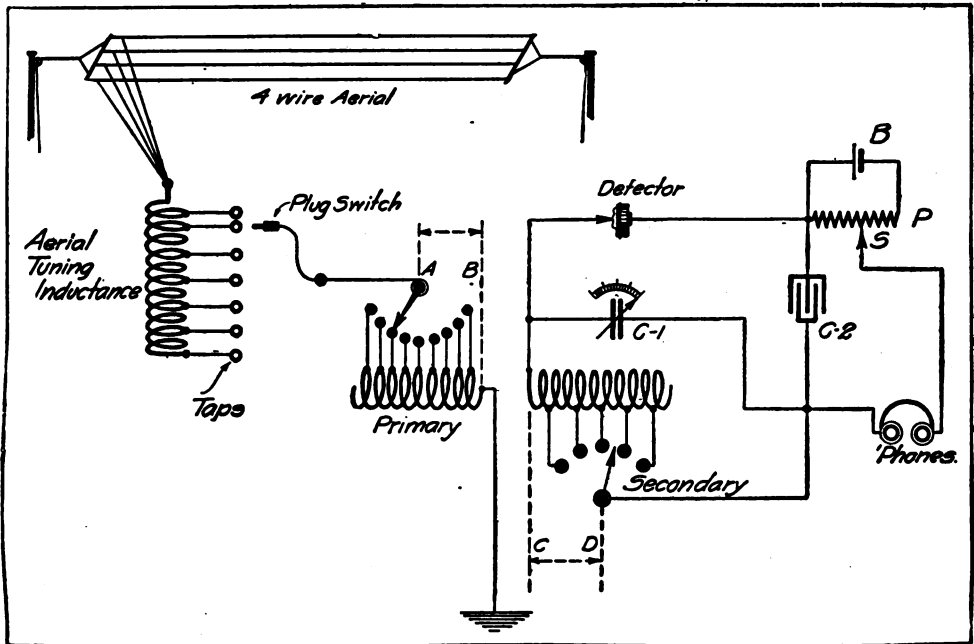 4 wire Aerial
B
Detector
Plug Switch
P
S
Aerial
Tuning
Inductance
A
B
C-1
C-2
Taps
Primary
'Phones.
Secondary
C
D